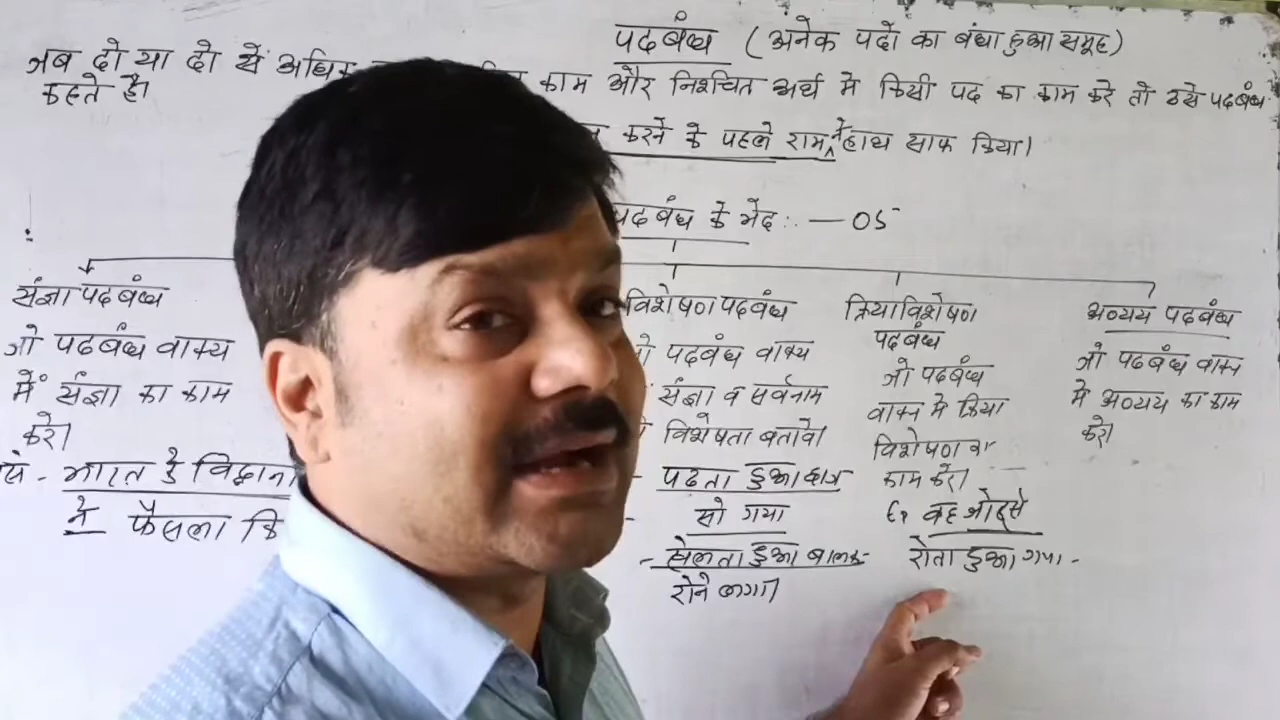 पदबंध (अनेक पदों का बंधा हुआ समूह)
जब दो या दो से अधिक काम और निश्चित अर्थ मे किसी पद का काम करे तो उसे पदबंध
कहते है।
करने के पहले राम ने हाथ साफ किया।
पदबंध के भेद: — 05
संज्ञा पदबंध
जो पदबंध वाक्य
में संज्ञा का काम
करे।
भारत के विद्वानो
ने फैसला कि
विशेषण पदबंध
जो पदबंध वाक्य
संज्ञा व सर्वनाम
विशेषता बतावे।
- पढता हुआ छात्र
सो गया
- खेलता हुआ बालक-
रोने लगा।
क्रियाविशेषण
पदबंध
जो पदबंध
वाक्य मे क्रिया
विशेषण का
काम करें।
वह जोर से
रोता हुआ गया -
अव्यय पदबंध
जो पदबंध वाक्य
मे अव्यय का काम
करे।